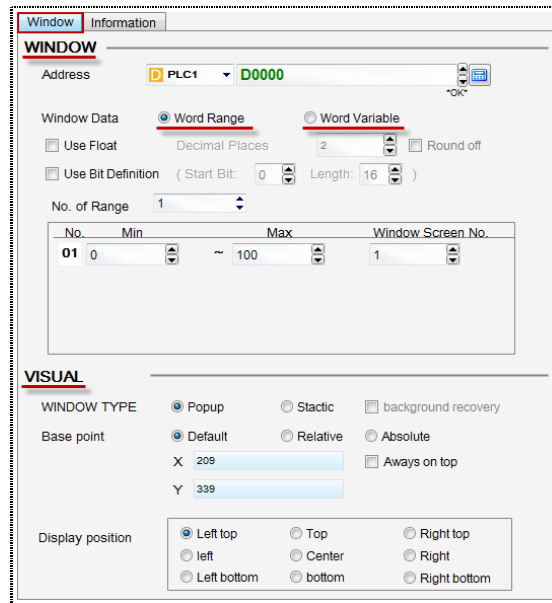 Window Information
WINDOW
Address D PLC1 D0000
*OK*
Window Data Word Range Word Variable
Use Float Decimal Places 2 Round off
Use Bit Definition ( Start Bit: 0 Length: 16 )
No. of Range 1
No. Min Max Window Screen No.
01 0 ~ 100 1
VISUAL
WINDOW TYPE Popup Stactic background recovery
Base point Default Relative Absolute
X 209 Aways on top
Y 339
Display position Left top Top Right top
left Center Right
Left bottom bottom Right bottom